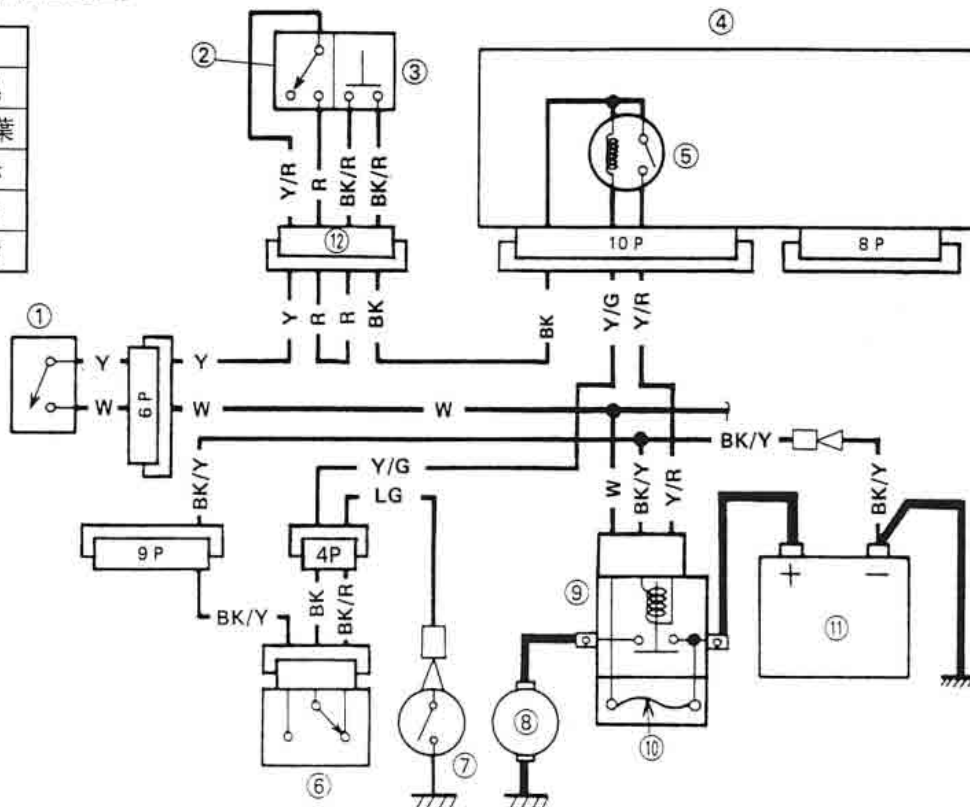 ④
②
③
⑤
Y/R
R
BK/R
BK/R
⑫
10 P
8 P
Y
R
R
BK
BK
Y/G
Y/R
①
Y
Y
6 P
W
W
W
BK/Y
BK/Y
Y/G
LG
W
BK/Y
Y/R
BK/Y
9 P
4P
+
−
⑨
⑪
BK/Y
BK
BK/R
⑧
⑦
⑩
⑥